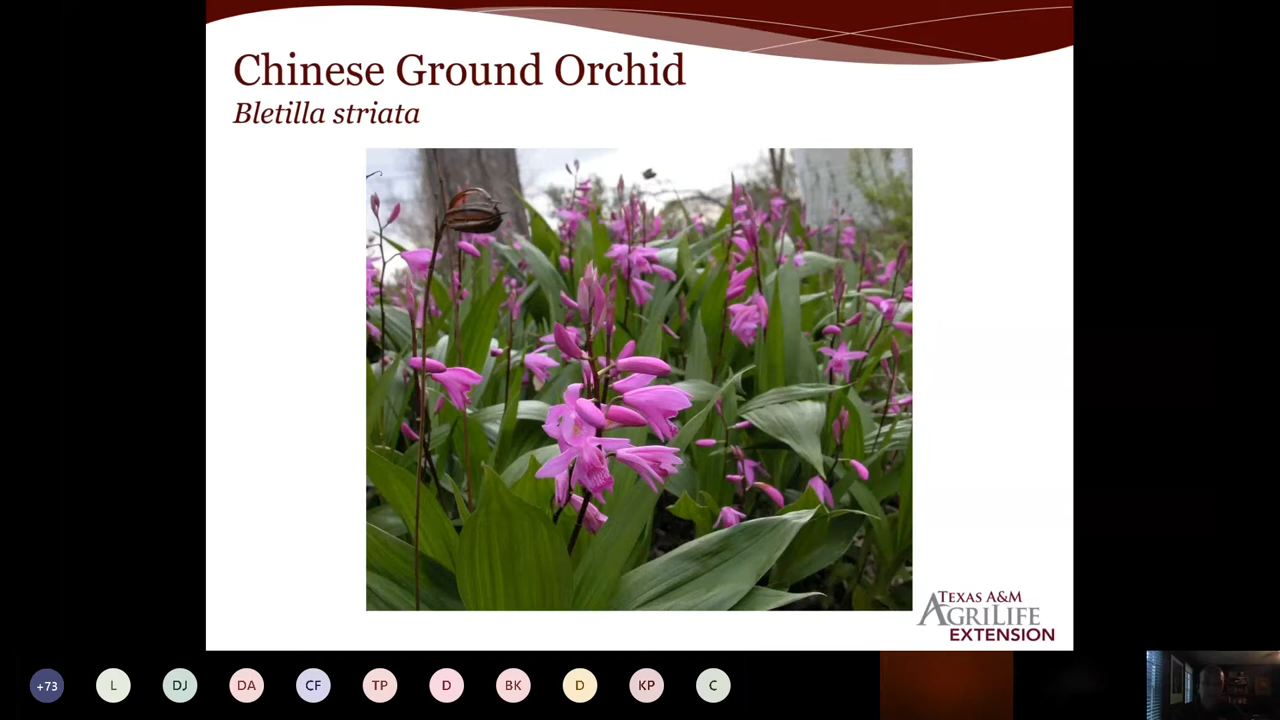 Chinese Ground Orchid
Bletilla striata
TEXAS A&M
AGRILIFE
EXTENSION
+73
L
DJ
DA
CF
TP
D
BK
D
KP
C